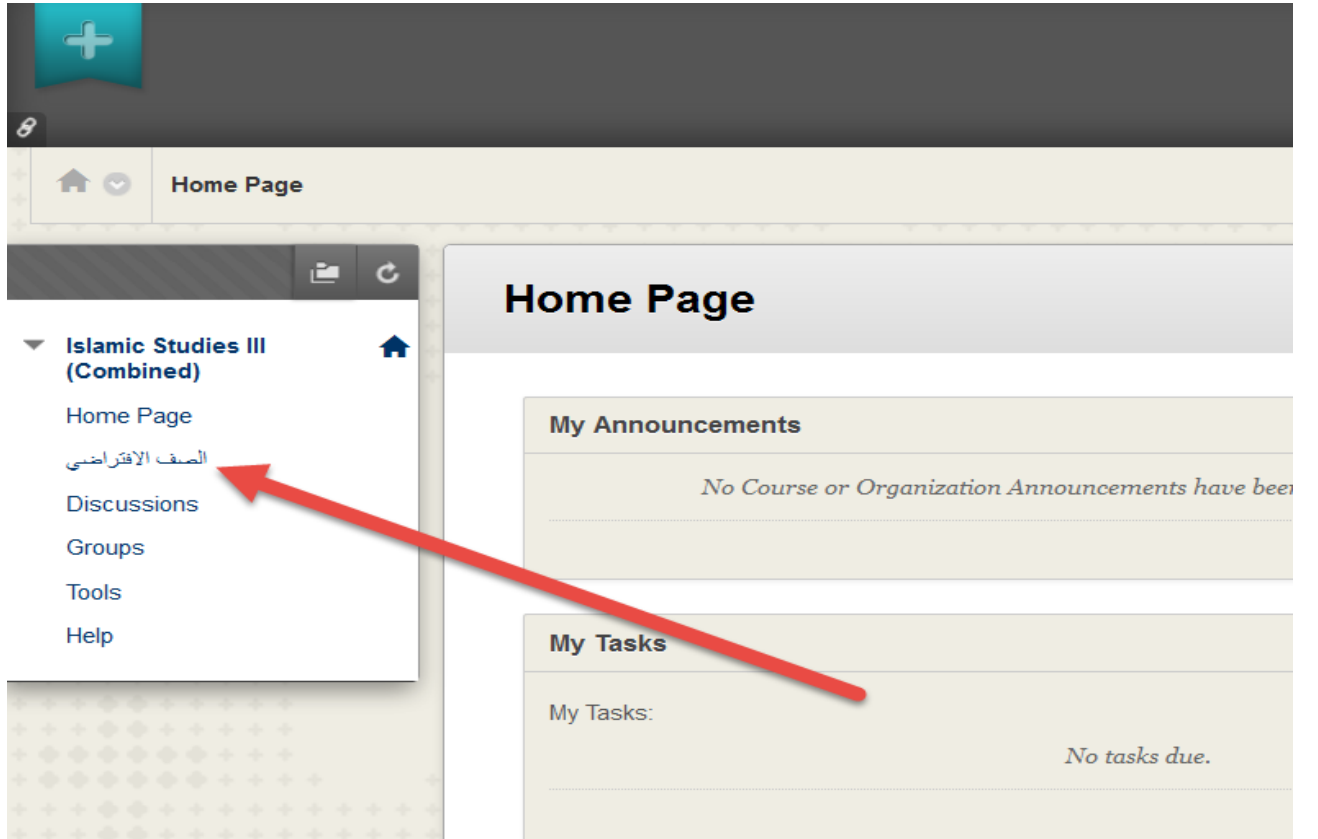 Home Page
Home Page
Islamic Studies III
(Combined)
Home Page
الصف الافتراضي
Discussions
Groups
Tools
Help
My Announcements
No Course or Organization Announcements have been
My Tasks
My Tasks:
No tasks due.